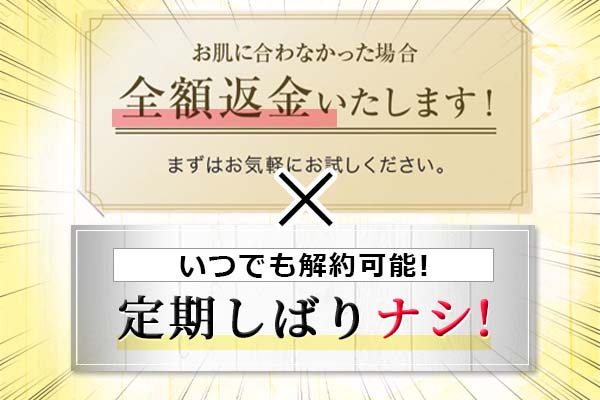 お肌に合わなかった場合
全額返金いたします!
まずはお気軽にお試しください。
×
いつでも解約可能!
定期しばりナシ!